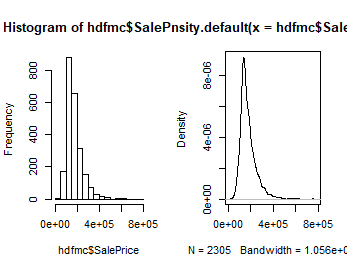 Histogram of hdfmc$SalePnsity.default(x = hdfmc$Sale
Frequency
0 200 400 600 800
0e+00 4e+05 8e+05
hdfmc$SalePrice
Density
0e+00 4e-06 8e-06
0e+00 4e+05 8e+05
N = 2305 Bandwidth = 1.056e+0